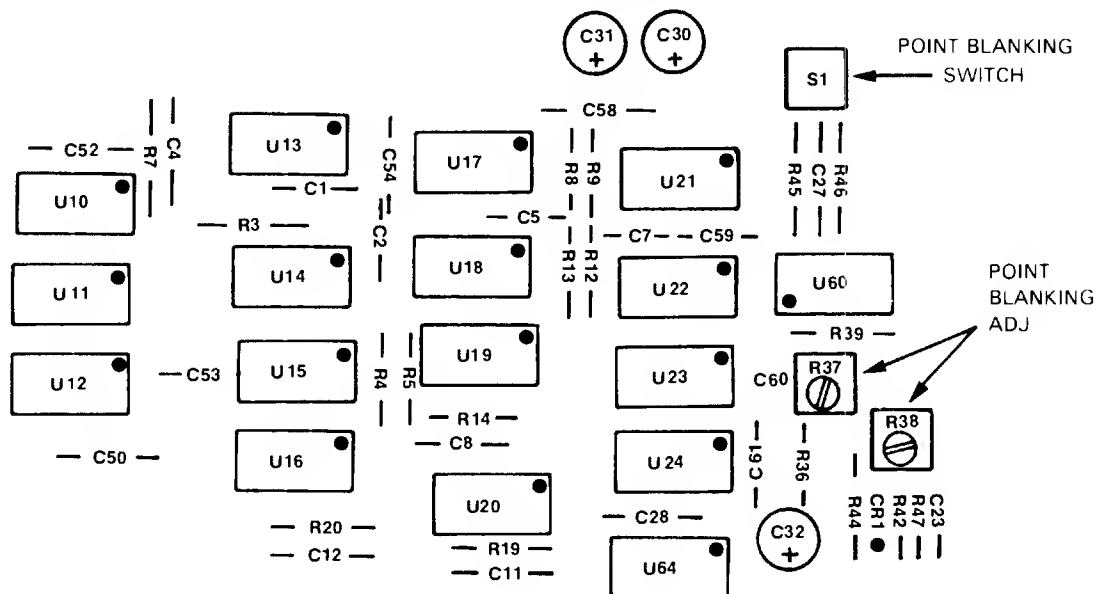 C31
C30
S1
POINT BLANKING
SWITCH
C58
C52
R7
C4
U13
C54
U17
R8
R9
U21
R45
C27
R46
U10
C1
R3
C2
C5
C7
C59
U11
U14
U18
R13
R12
U22
U60
POINT
BLANKING
ADJ
R39
U12
C53
U15
R4
R5
U19
U23
C60
R37
R38
R14
C8
C50
U16
U24
C61
R36
U20
C28
R44
CR1
R42
R47
C23
R20
C12
R19
C11
U64
C32